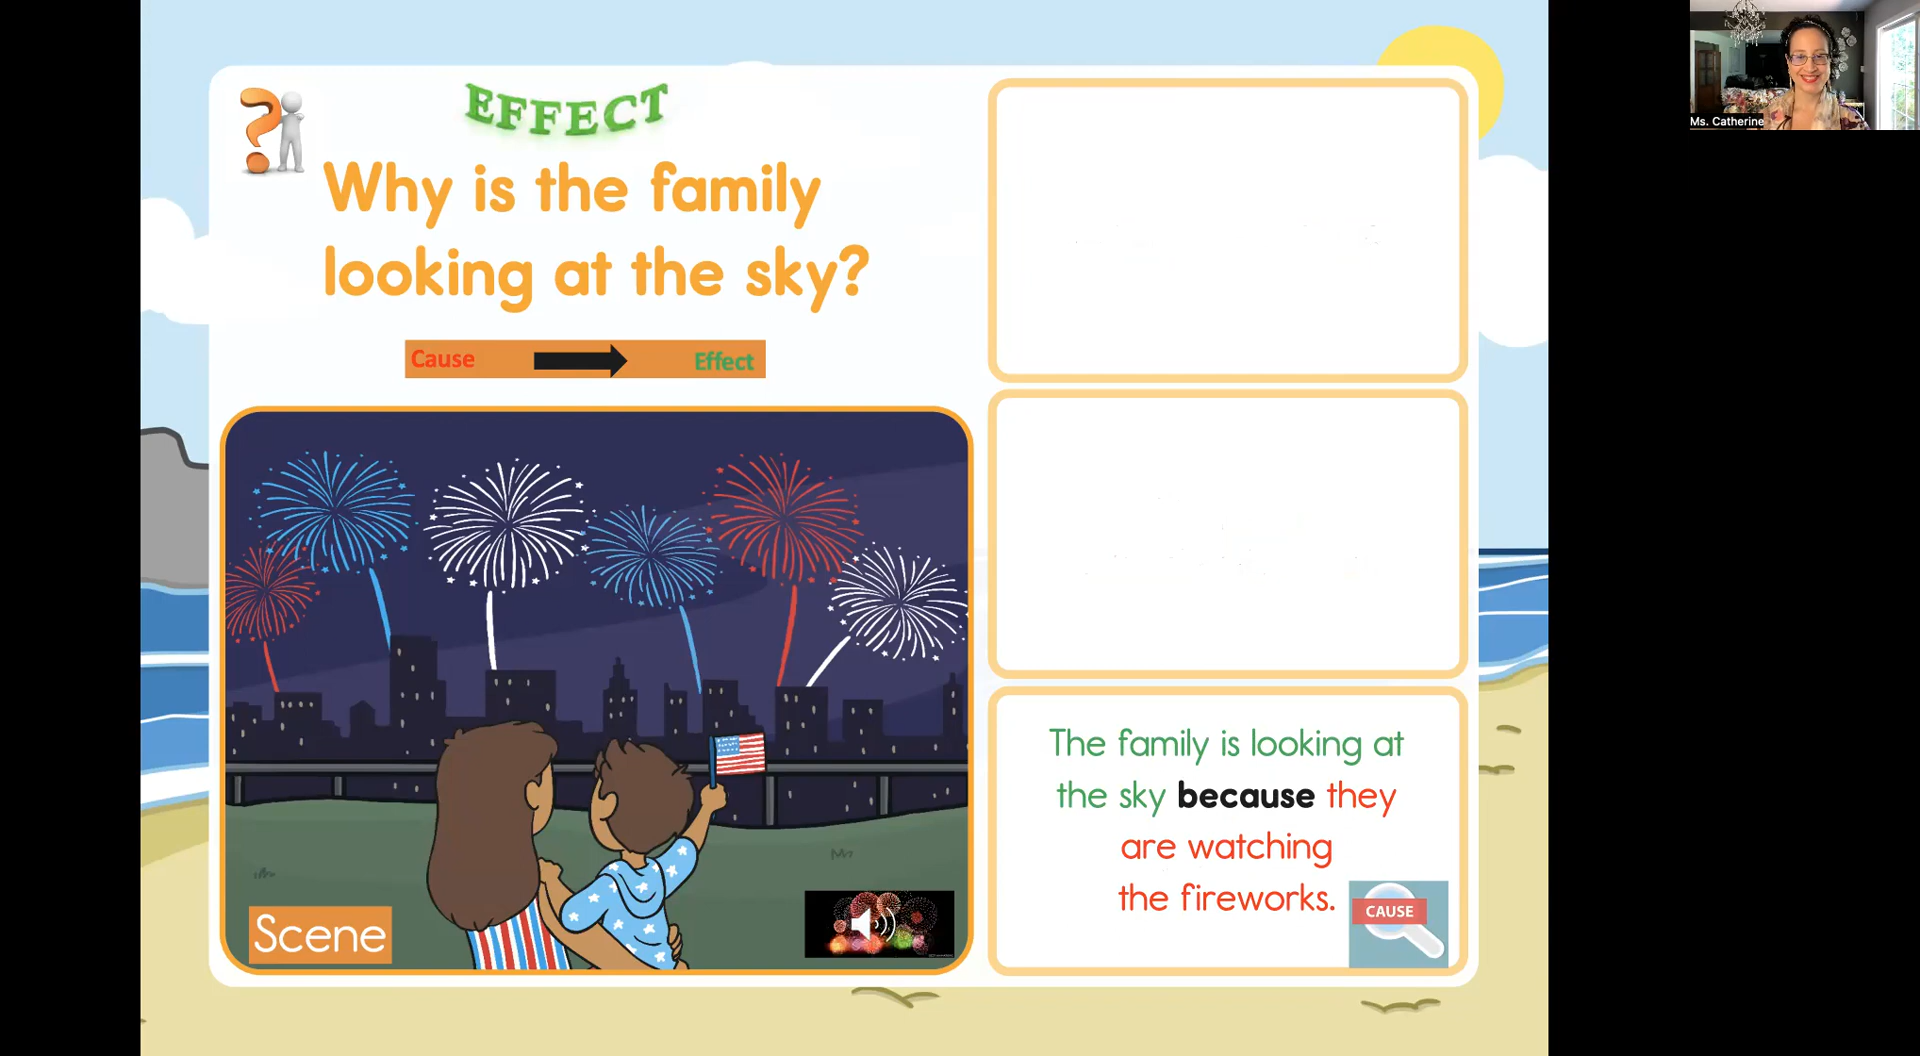 EFFECT
Why is the family
looking at the sky?
Cause Effect
Scene
The family is looking at
the sky because they
are watching
the fireworks.
CAUSE
Ms. Catherine